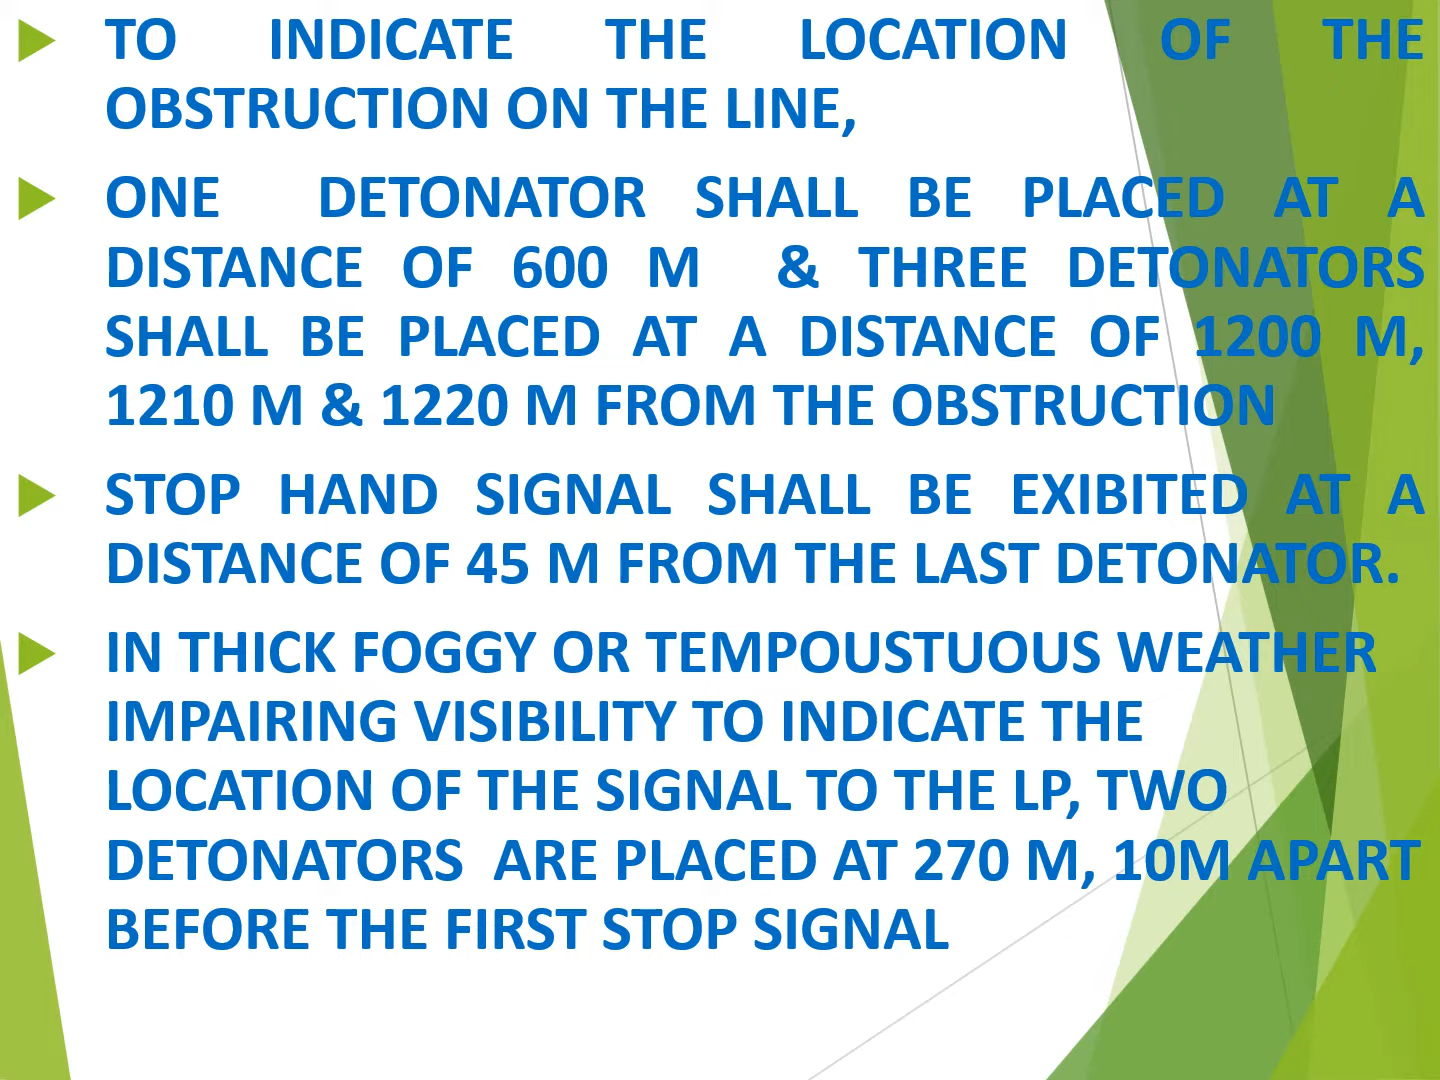 TO INDICATE THE LOCATION OF THE
OBSTRUCTION ON THE LINE,
ONE DETONATOR SHALL BE PLACED AT A
DISTANCE OF 600 M & THREE DETONATORS
SHALL BE PLACED AT A DISTANCE OF 1200 M,
1210 M & 1220 M FROM THE OBSTRUCTION
STOP HAND SIGNAL SHALL BE EXIBITED AT A
DISTANCE OF 45 M FROM THE LAST DETONATOR.
IN THICK FOGGY OR TEMPOUSTUOUS WEATHER
IMPAIRING VISIBILITY TO INDICATE THE
LOCATION OF THE SIGNAL TO THE LP, TWO
DETONATORS ARE PLACED AT 270 M, 10M APART
BEFORE THE FIRST STOP SIGNAL